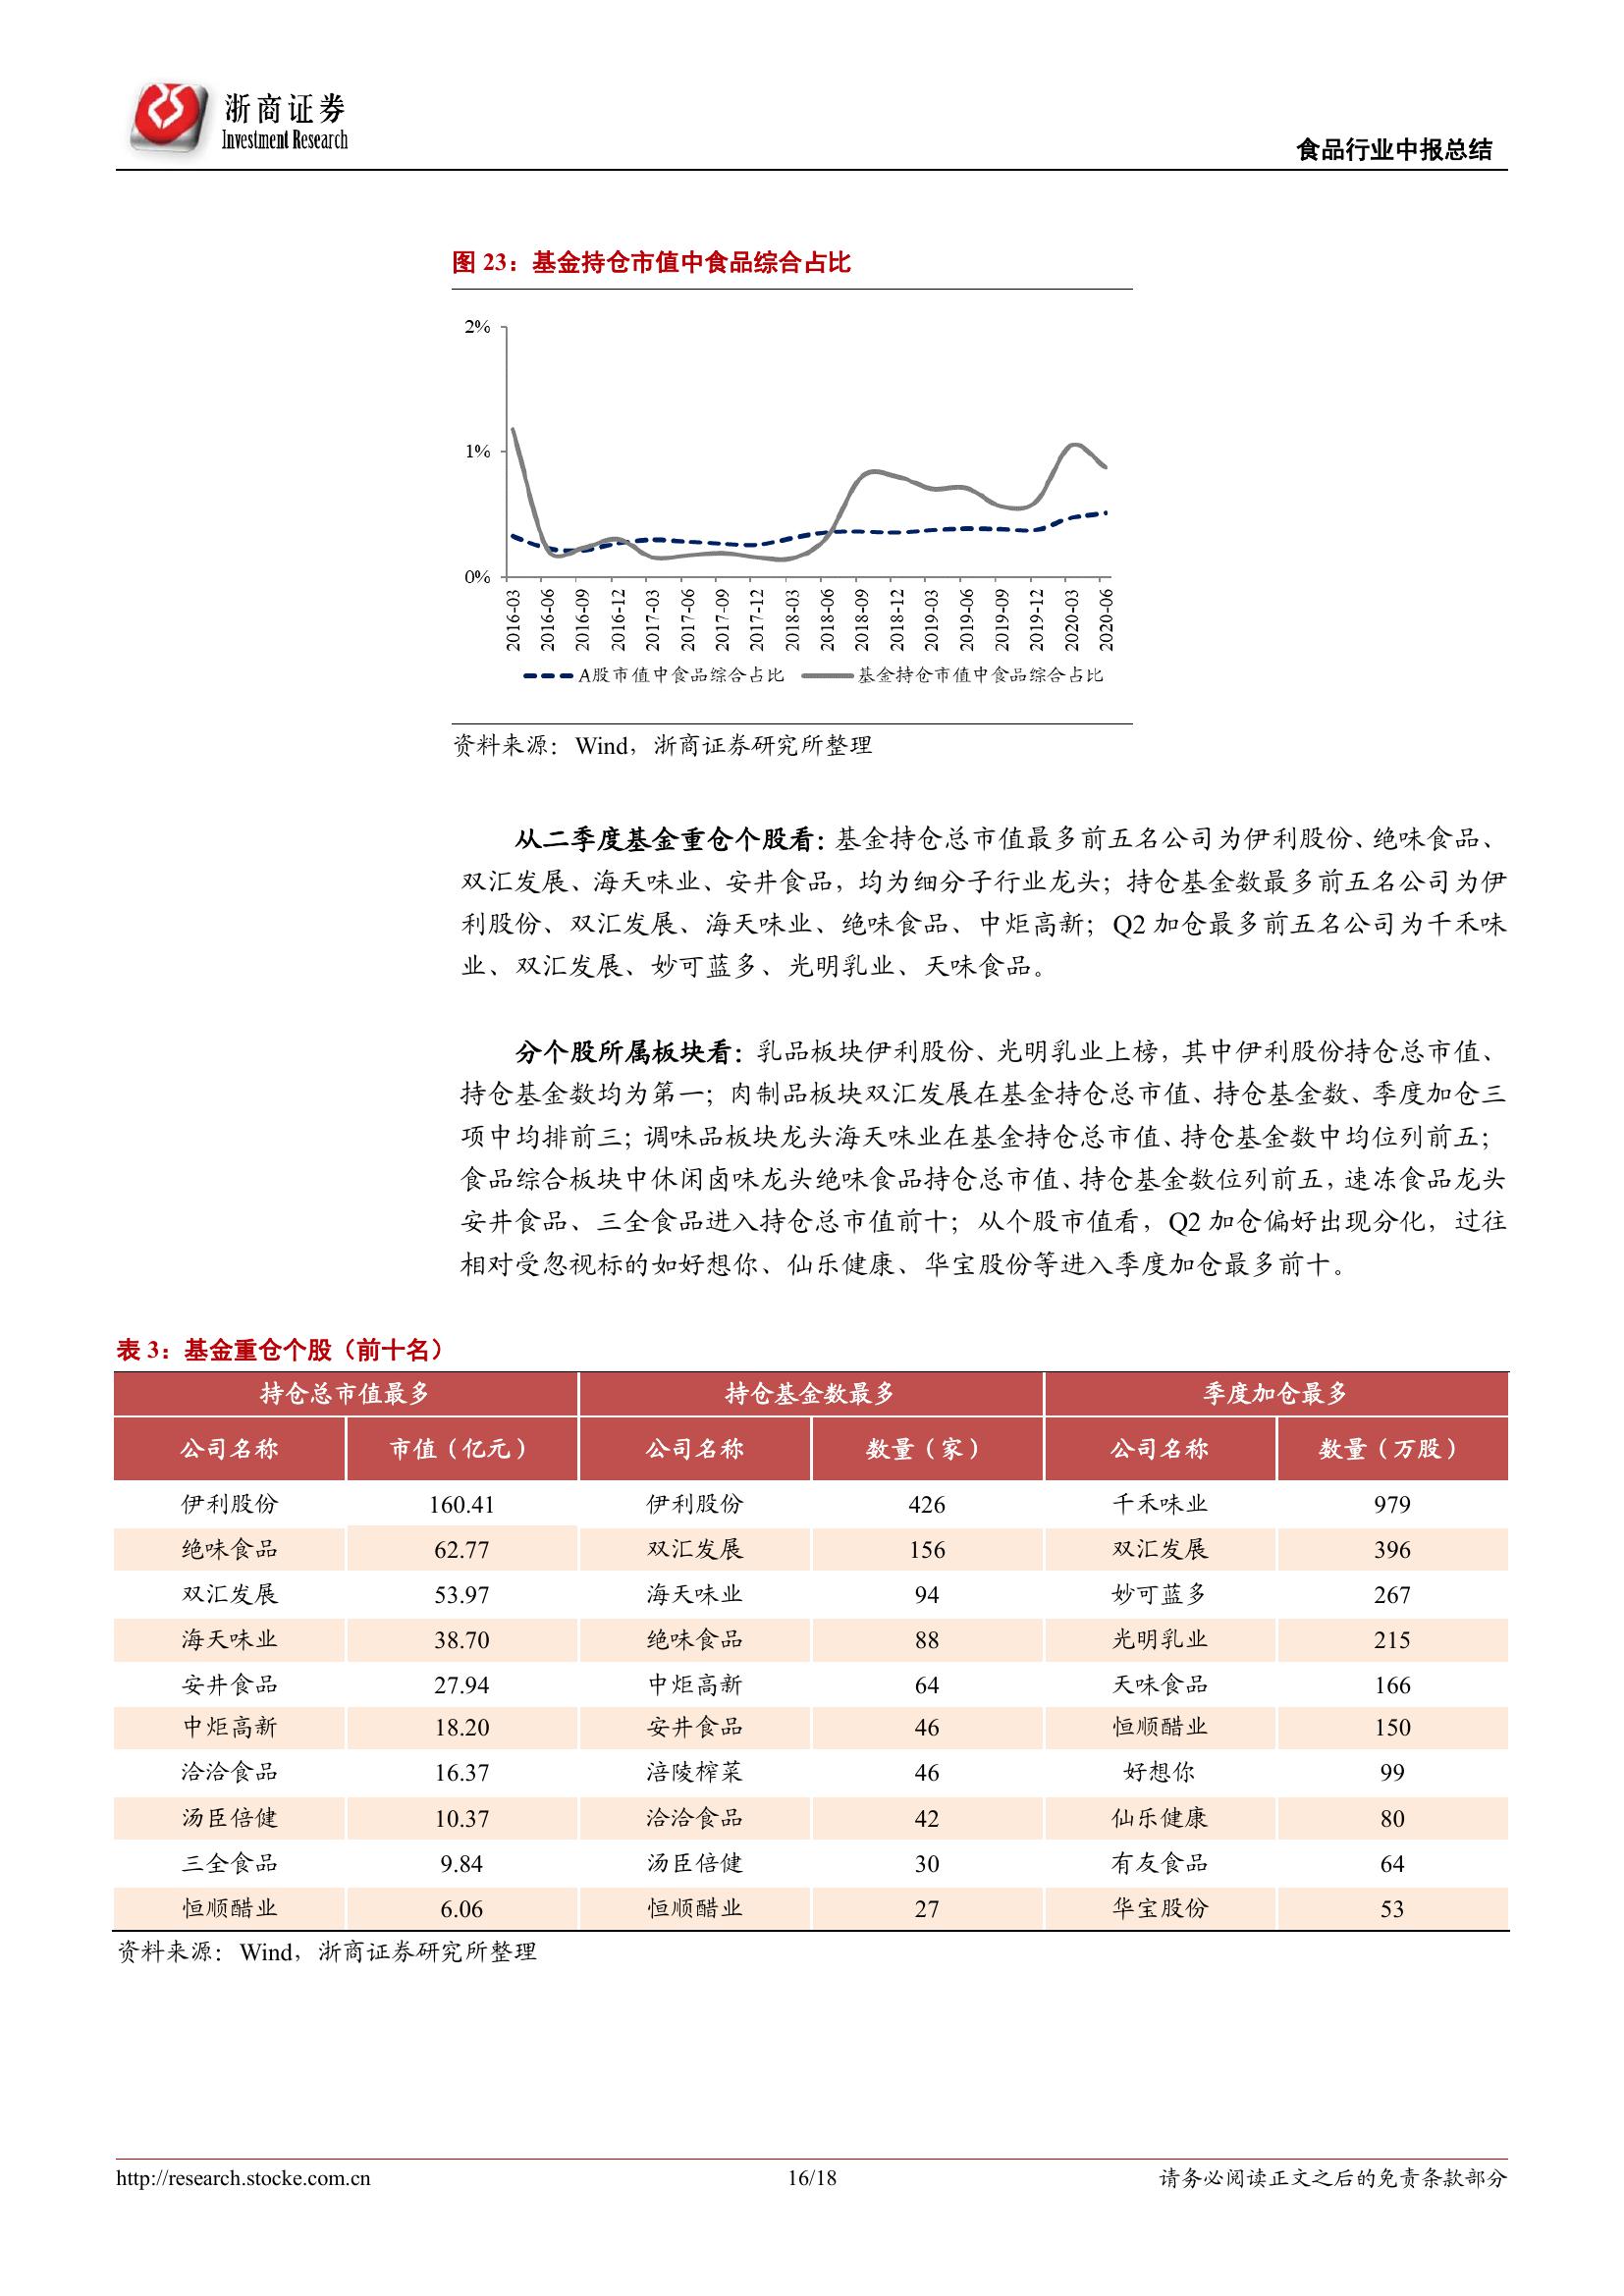 浙商证券
Investment Research
食品行业中报总结
图 23：基金持仓市值中食品综合占比
2%
1%
0%
2016-03 2016-06 2016-09 2016-12 2017-03 2017-06 2017-09 2017-12 2018-03 2018-06 2018-09 2018-12 2019-03 2019-06 2019-09 2019-12 2020-03 2020-06
A股市值中食品综合占比 基金持仓市值中食品综合占比
资料来源：Wind，浙商证券研究所整理
从二季度基金重仓个股看：基金持仓总市值最多前五名公司为伊利股份、绝味食品、
双汇发展、海天味业、安井食品，均为细分子行业龙头；持仓基金数最多前五名公司为伊
利股份、双汇发展、海天味业、绝味食品、中炬高新；Q2 加仓最多前五名公司为千禾味
业、双汇发展、妙可蓝多、光明乳业、天味食品。
分个股所属板块看：乳品板块伊利股份、光明乳业上榜，其中伊利股份持仓总市值、
持仓基金数均为第一；肉制品板块双汇发展在基金持仓总市值、持仓基金数、季度加仓三
项中均排前三；调味品板块龙头海天味业在基金持仓总市值、持仓基金数中均位列前五；
食品综合板块中休闲卤味龙头绝味食品持仓总市值、持仓基金数位列前五，速冻食品龙头
安井食品、三全食品进入持仓总市值前十；从个股市值看，Q2 加仓偏好出现分化，过往
相对受忽视标的如好想你、仙乐健康、华宝股份等进入季度加仓最多前十。
表 3：基金重仓个股（前十名）
持仓总市值最多 持仓基金数最多 季度加仓最多
公司名称 市值（亿元） 公司名称 数量（家） 公司名称 数量（万股）
伊利股份 160.41 伊利股份 426 千禾味业 979
绝味食品 62.77 双汇发展 156 双汇发展 396
双汇发展 53.97 海天味业 94 妙可蓝多 267
海天味业 38.70 绝味食品 88 光明乳业 215
安井食品 27.94 中炬高新 64 天味食品 166
中炬高新 18.20 安井食品 46 恒顺醋业 150
洽洽食品 16.37 涪陵榨菜 46 好想你 99
汤臣倍健 10.37 洽洽食品 42 仙乐健康 80
三全食品 9.84 汤臣倍健 30 有友食品 64
恒顺醋业 6.06 恒顺醋业 27 华宝股份 53
资料来源：Wind，浙商证券研究所整理
http://research.stocke.com.cn 16/18 请务必阅读正文之后的免责条款部分